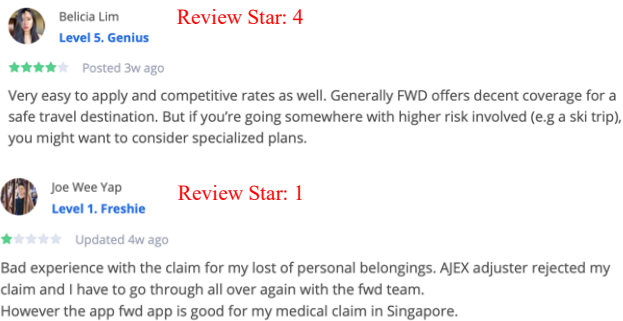 Belicia Lim
Review Star: 4
Level 5. Genius
Posted 3w ago
Very easy to apply and competitive rates as well. Generally FWD offers decent coverage for a
safe travel destination. But if you're going somewhere with higher risk involved (e.g a ski trip),
you might want to consider specialized plans.
Joe Wee Yap
Review Star: 1
Level 1. Freshie
Updated 4w ago
Bad experience with the claim for my lost of personal belongings. AJEX adjuster rejected my
claim and I have to go through all over again with the fwd team.
However the app fwd app is good for my medical claim in Singapore.